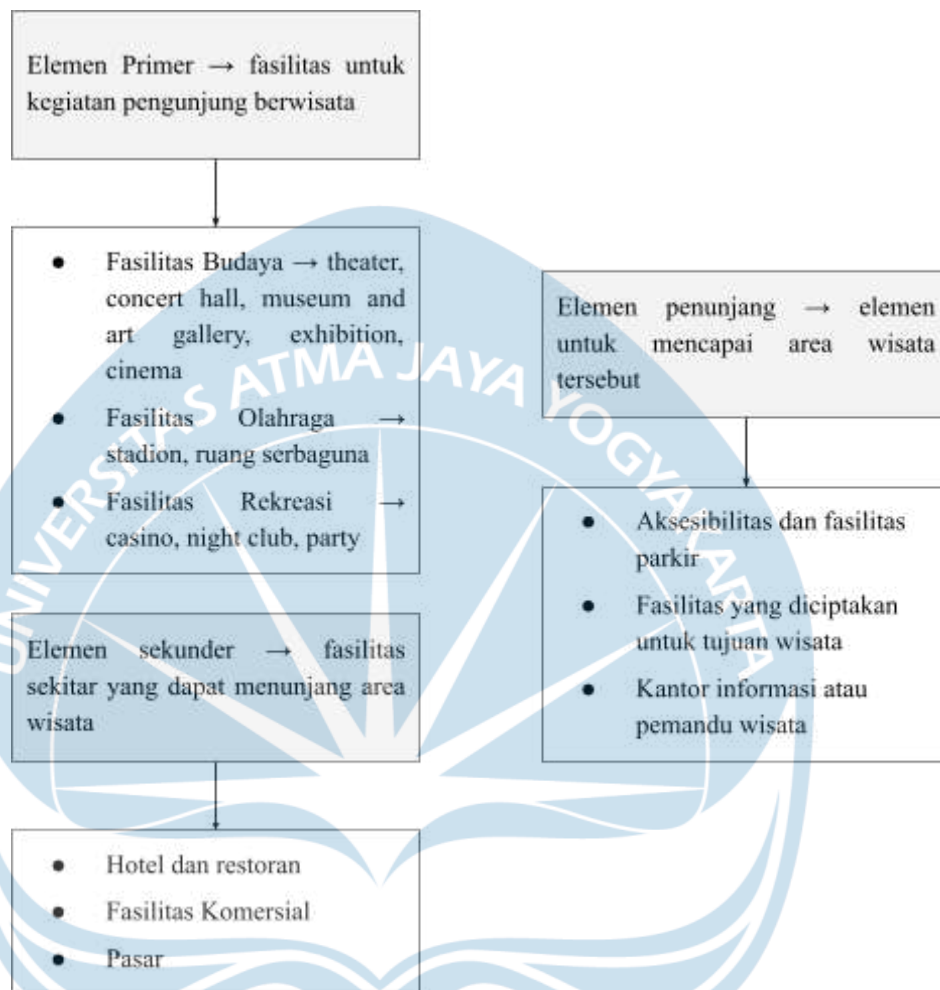 Elemen Primer → fasilitas untuk
kegiatan pengunjung berwisata
● Fasilitas Budaya → theater,
concert hall, museum and
art gallery, exhibition,
cinema
● Fasilitas Olahraga →
stadion, ruang serbaguna
● Fasilitas Rekreasi →
casino, night club, party
Elemen sekunder → fasilitas
sekitar yang dapat menunjang area
wisata
● Hotel dan restoran
● Fasilitas Komersial
● Pasar
Elemen penunjang → elemen
untuk mencapai area wisata
tersebut
● Aksesibilitas dan fasilitas
parkir
● Fasilitas yang diciptakan
untuk tujuan wisata
● Kantor informasi atau
pemandu wisata
UNIVERSITAS ATMA JAYA YOGYAKARTA